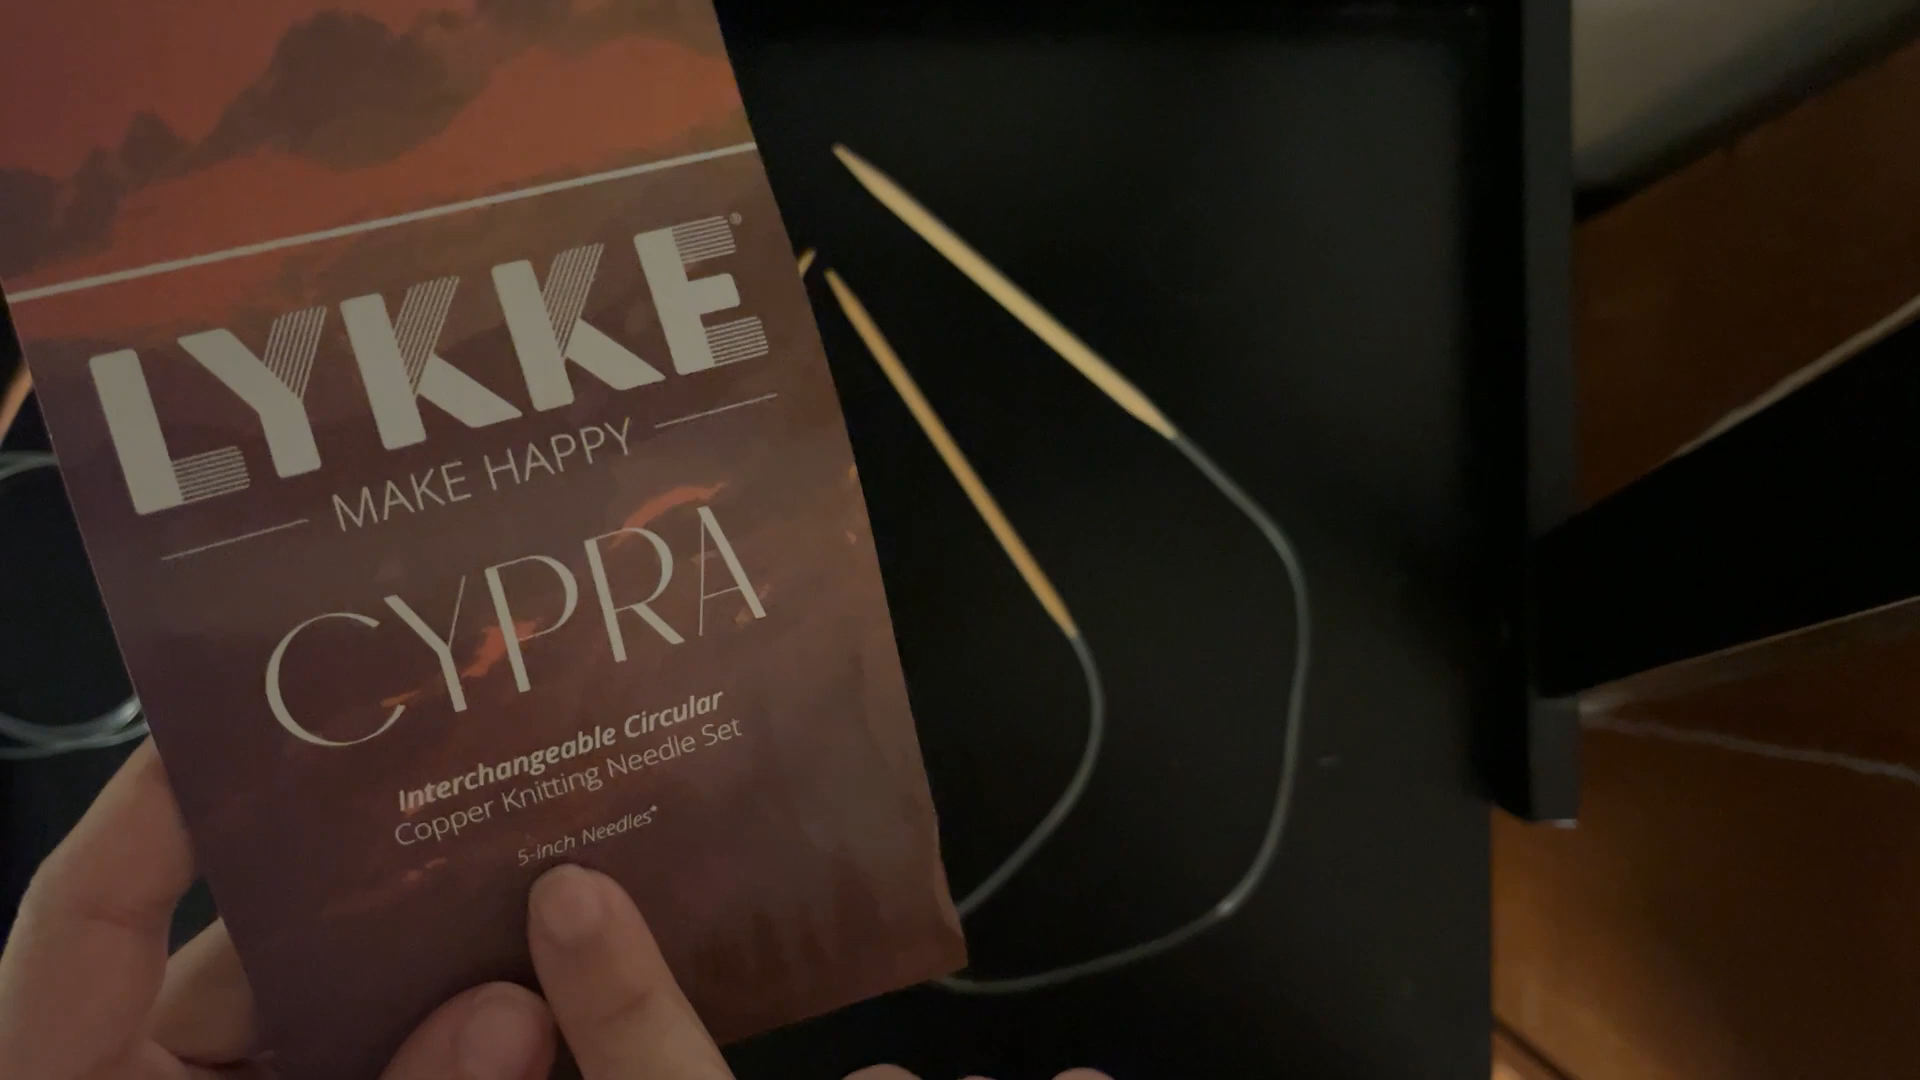 LYKKE®
MAKE HAPPY
CYPRA
Interchangeable Circular
Copper Knitting Needle Set
5-inch Needles*